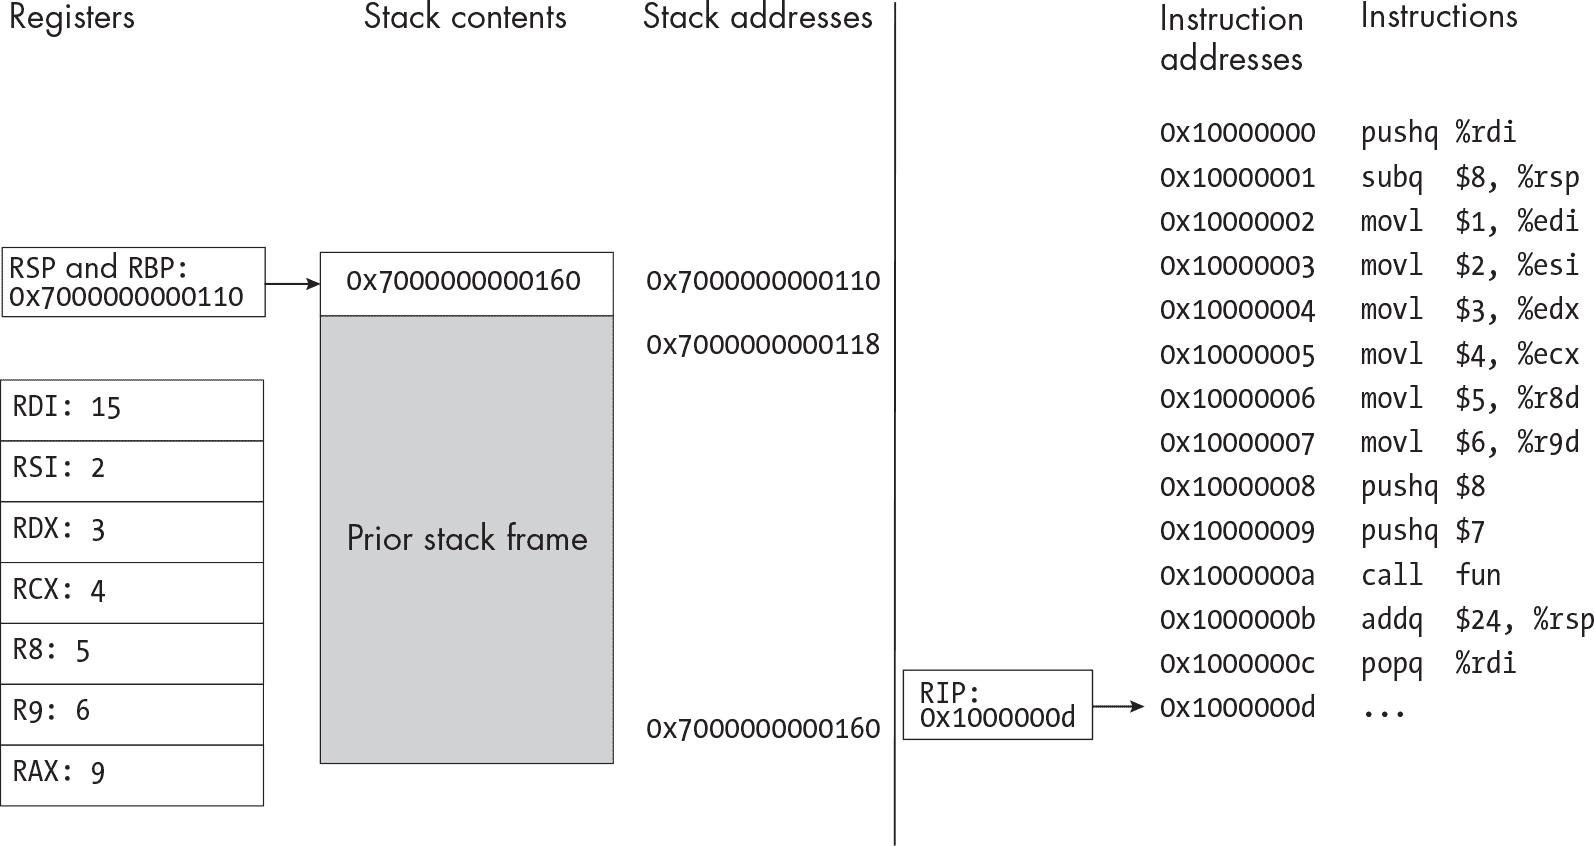 Registers
Stack contents
Stack addresses
RSP and RBP:
0x7000000000110
0x7000000000160
0x7000000000110
0x7000000000118
RDI: 15
RSI: 2
RDX: 3
RCX: 4
R8: 5
R9: 6
RAX: 9
Prior stack frame
0x7000000000160
Instruction
addresses
Instructions
0x10000000 pushq %rdi
0x10000001 subq $8, %rsp
0x10000002 movl $1, %edi
0x10000003 movl $2, %esi
0x10000004 movl $3, %edx
0x10000005 movl $4, %ecx
0x10000006 movl $5, %r8d
0x10000007 movl $6, %r9d
0x10000008 pushq $8
0x10000009 pushq $7
0x1000000a call fun
0x1000000b addq $24, %rsp
0x1000000c popq %rdi
RIP:
0x1000000d
0x1000000d ...